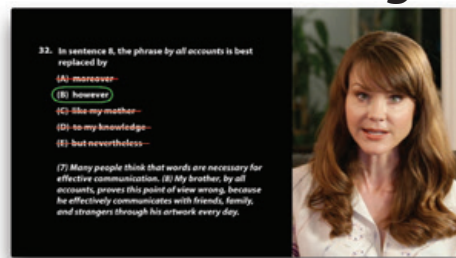 32. In sentence 8, the phrase by all accounts is best
replaced by
(A) moreover
(B) however
(C) like my mother
(D) to my knowledge
(E) but nevertheless
(7) Many people think that words are necessary for
effective communication. (8) My brother, by all
accounts, proves this point of view wrong, because
he effectively communicates with friends, family,
and strangers through his artwork every day.